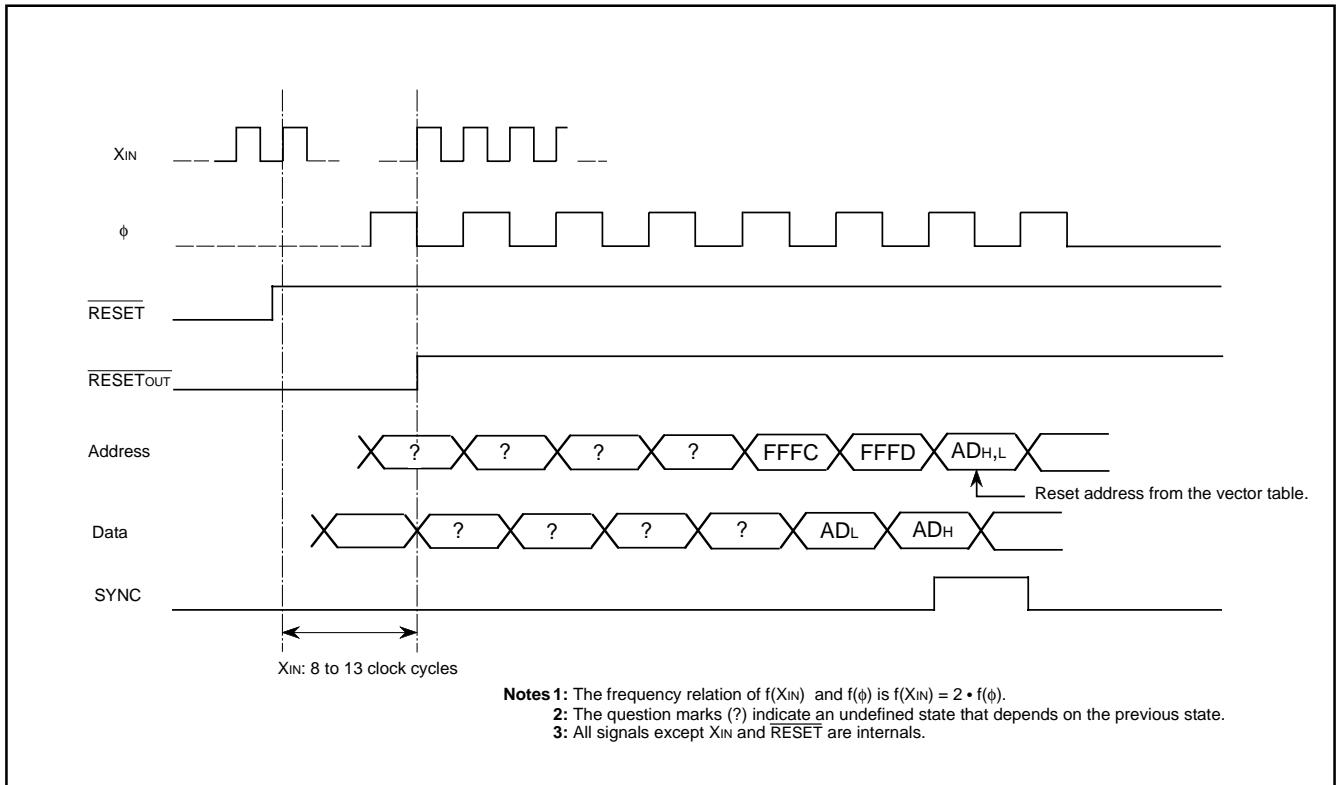 XIN
ϕ
RESET
RESETOUT
Address
? ? ? ? FFFC FFFD ADH,L
Reset address from the vector table.
Data
? ? ? ? ADL ADH
SYNC
XIN: 8 to 13 clock cycles
Notes 1: The frequency relation of f(XIN) and f(ϕ) is f(XIN) = 2 • f(ϕ).
2: The question marks (?) indicate an undefined state that depends on the previous state.
3: All signals except XIN and RESET are internals.